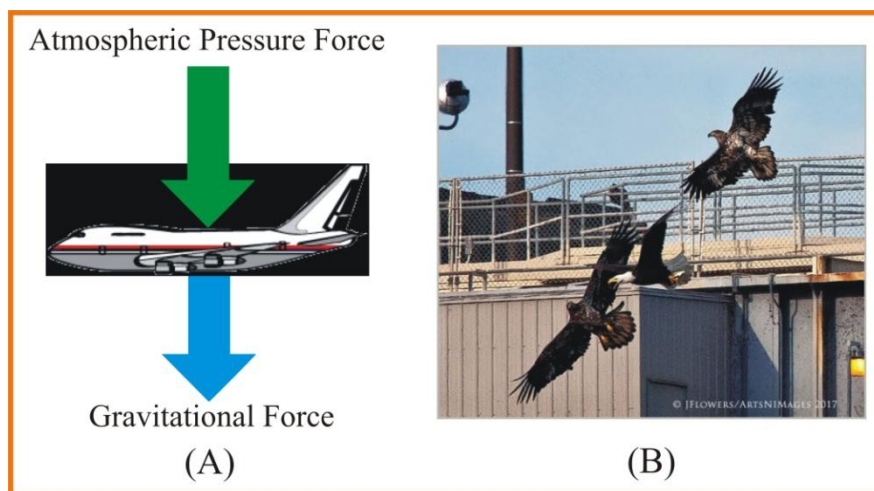 Atmospheric Pressure Force
Gravitational Force
(A)
© JFLOWERS/ARTSNIMAGES 2017
(B)